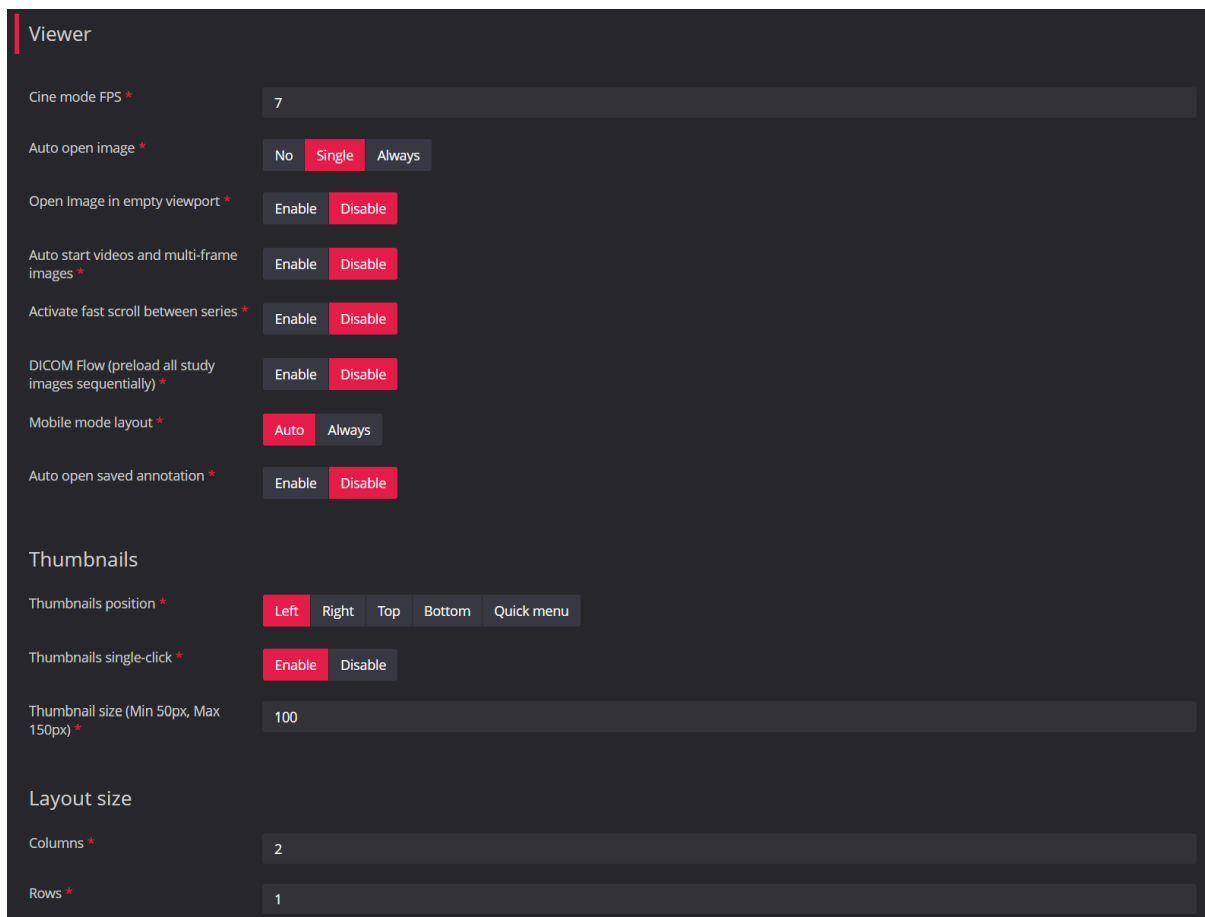 Viewer
Cine mode FPS * 7
Auto open image * No Single Always
Open Image in empty viewport * Enable Disable
Auto start videos and multi-frame
images * Enable Disable
Activate fast scroll between series * Enable Disable
DICOM Flow (preload all study
images sequentially) * Enable Disable
Mobile mode layout * Auto Always
Auto open saved annotation * Enable Disable
Thumbnails
Thumbnails position * Left Right Top Bottom Quick menu
Thumbnails single-click * Enable Disable
Thumbnail size (Min 50px, Max
150px) * 100
Layout size
Columns * 2
Rows * 1